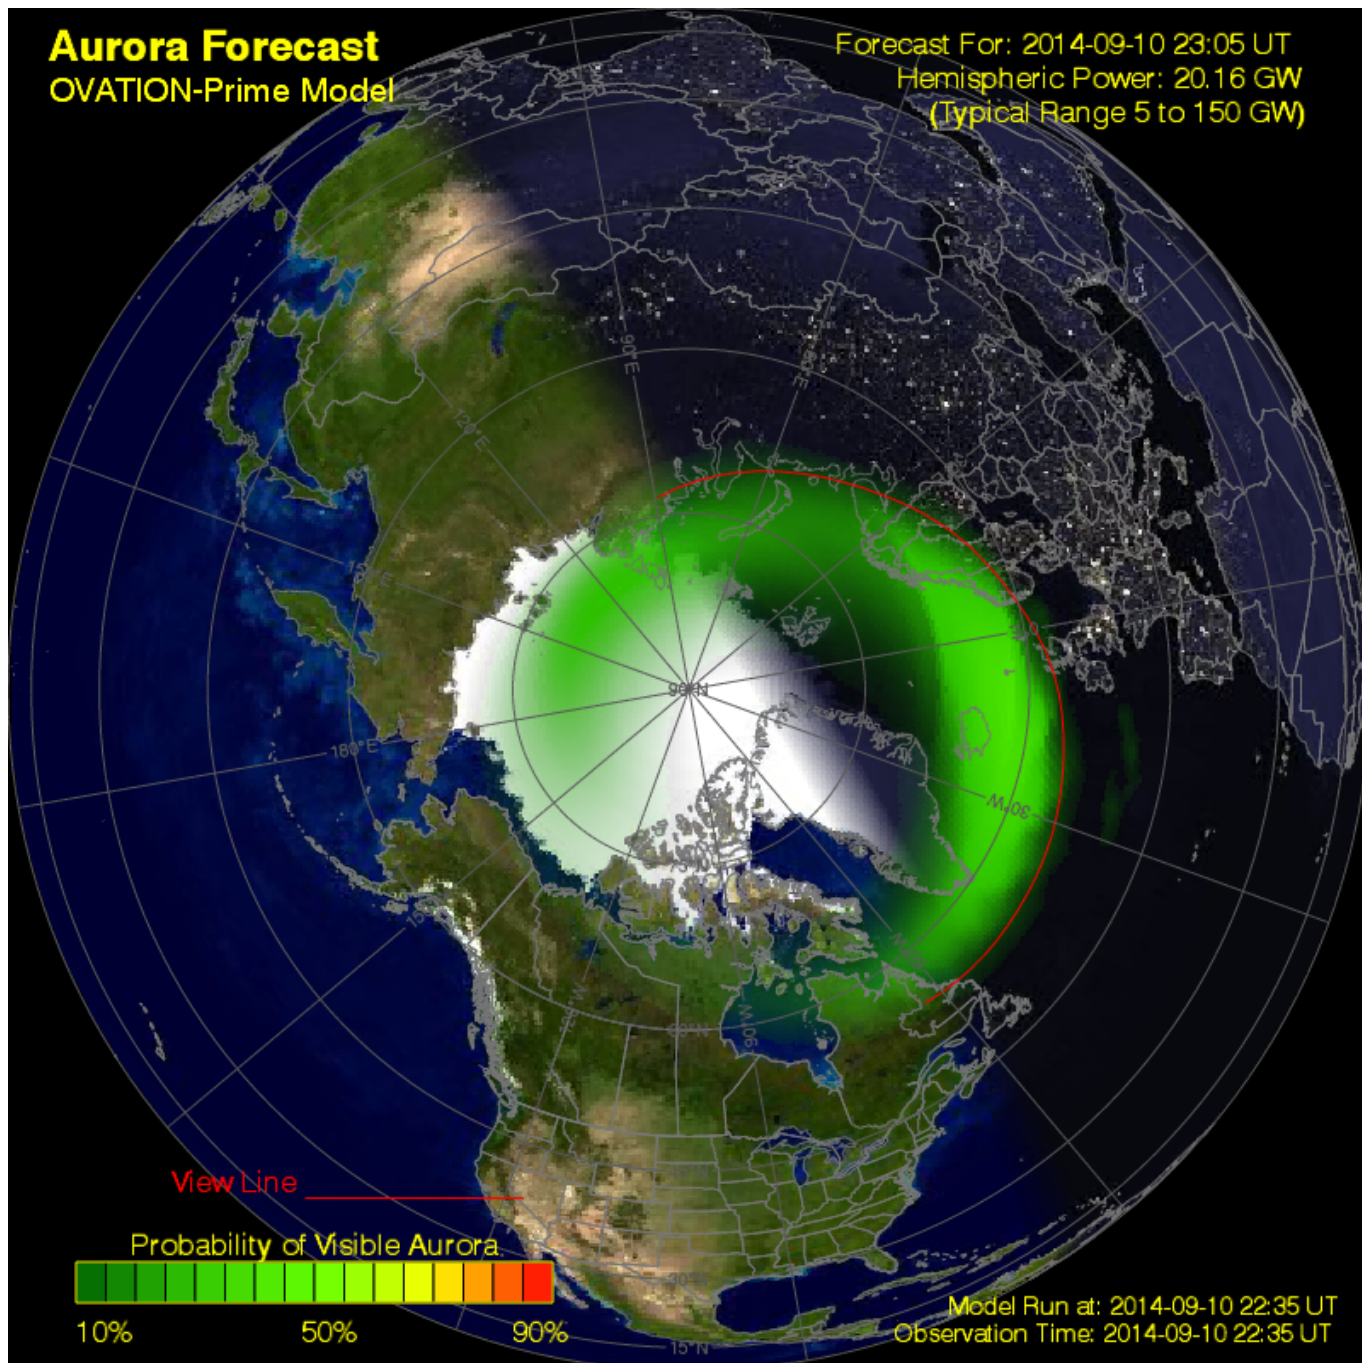 Aurora Forecast
OVATION-Prime Model
Forecast For: 2014-09-10 23:05 UT
Hemispheric Power: 20.16 GW
(Typical Range 5 to 150 GW)
90°E
120°E
150°E
90°N
180°E
30°W
90°W
60°N
View Line
Probability of Visible Aurora
10% 50% 90%
30°N
15°N
Model Run at: 2014-09-10 22:35 UT
Observation Time: 2014-09-10 22:35 UT